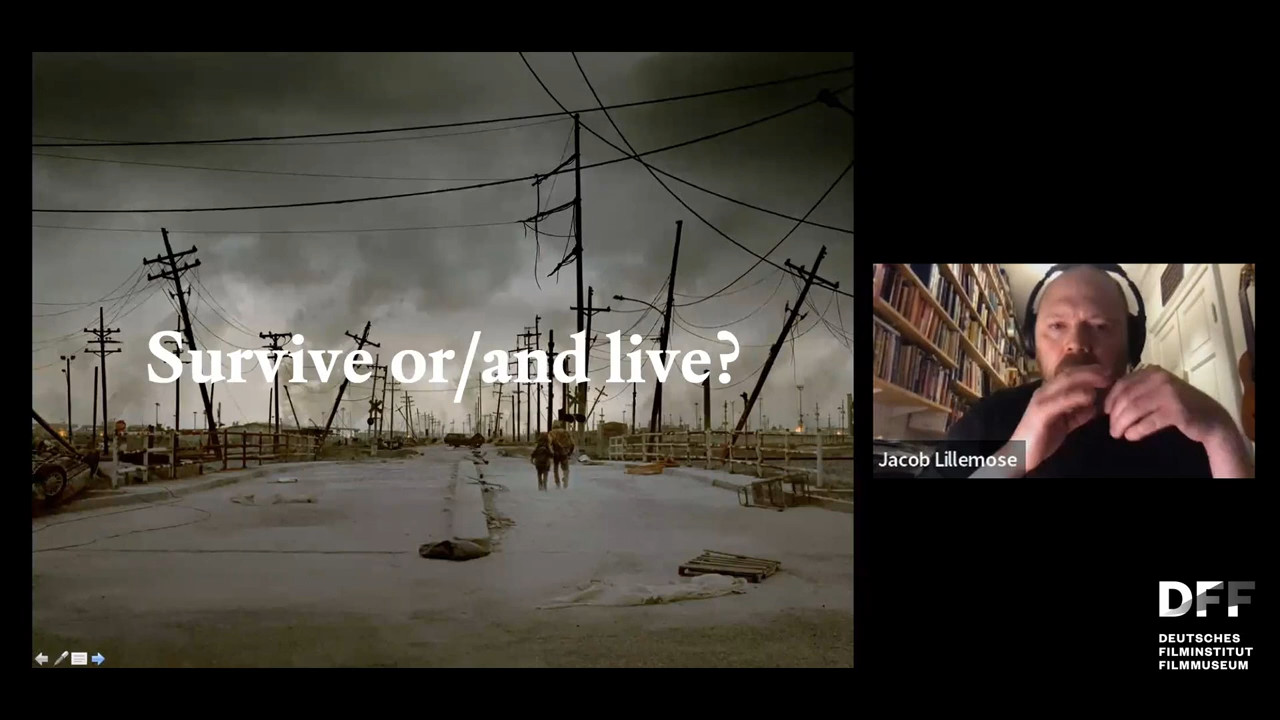 Survive or/and live?
Jacob Lillemose
DFF
DEUTSCHES
FILMINSTITUT
FILMMUSEUM